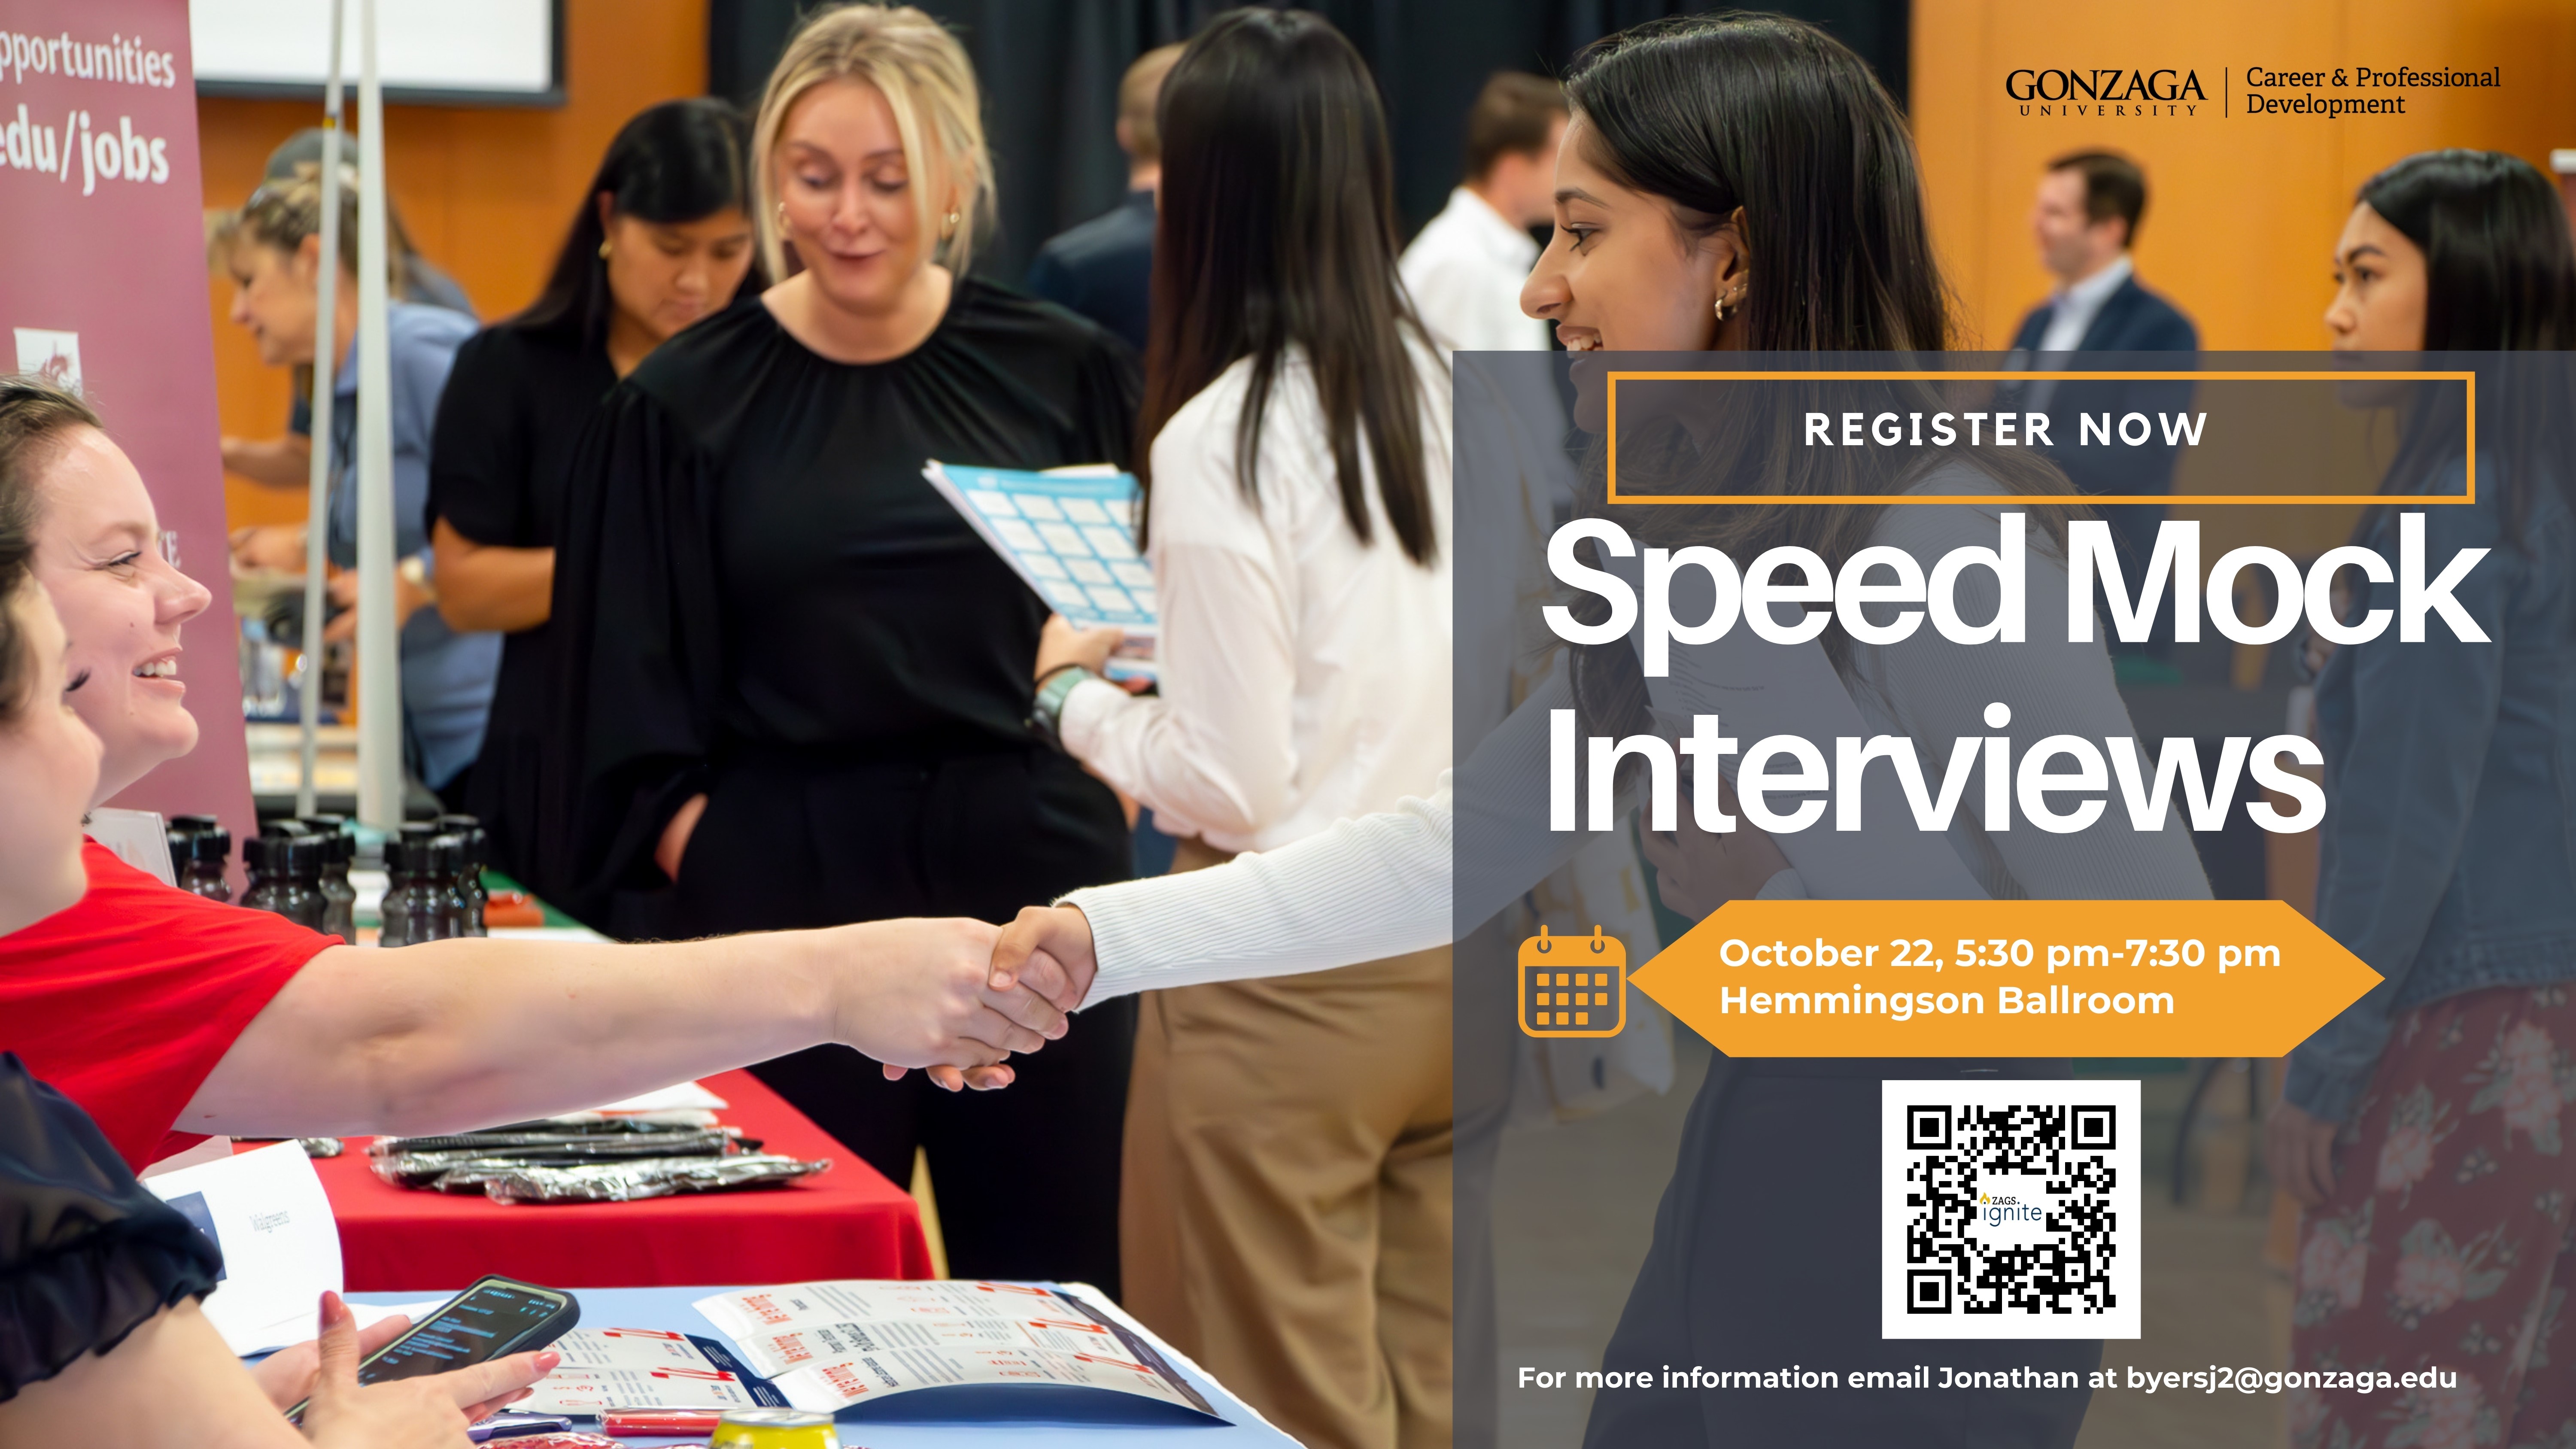 pportunities
edu/jobs
GONZAGA
UNIVERSITY
Career & Professional
Development
REGISTER NOW
Speed Mock
Interviews
October 22, 5:30 pm-7:30 pm
Hemmingson Ballroom
ZAGS.
ignite
For more information email Jonathan at byersj2@gonzaga.edu